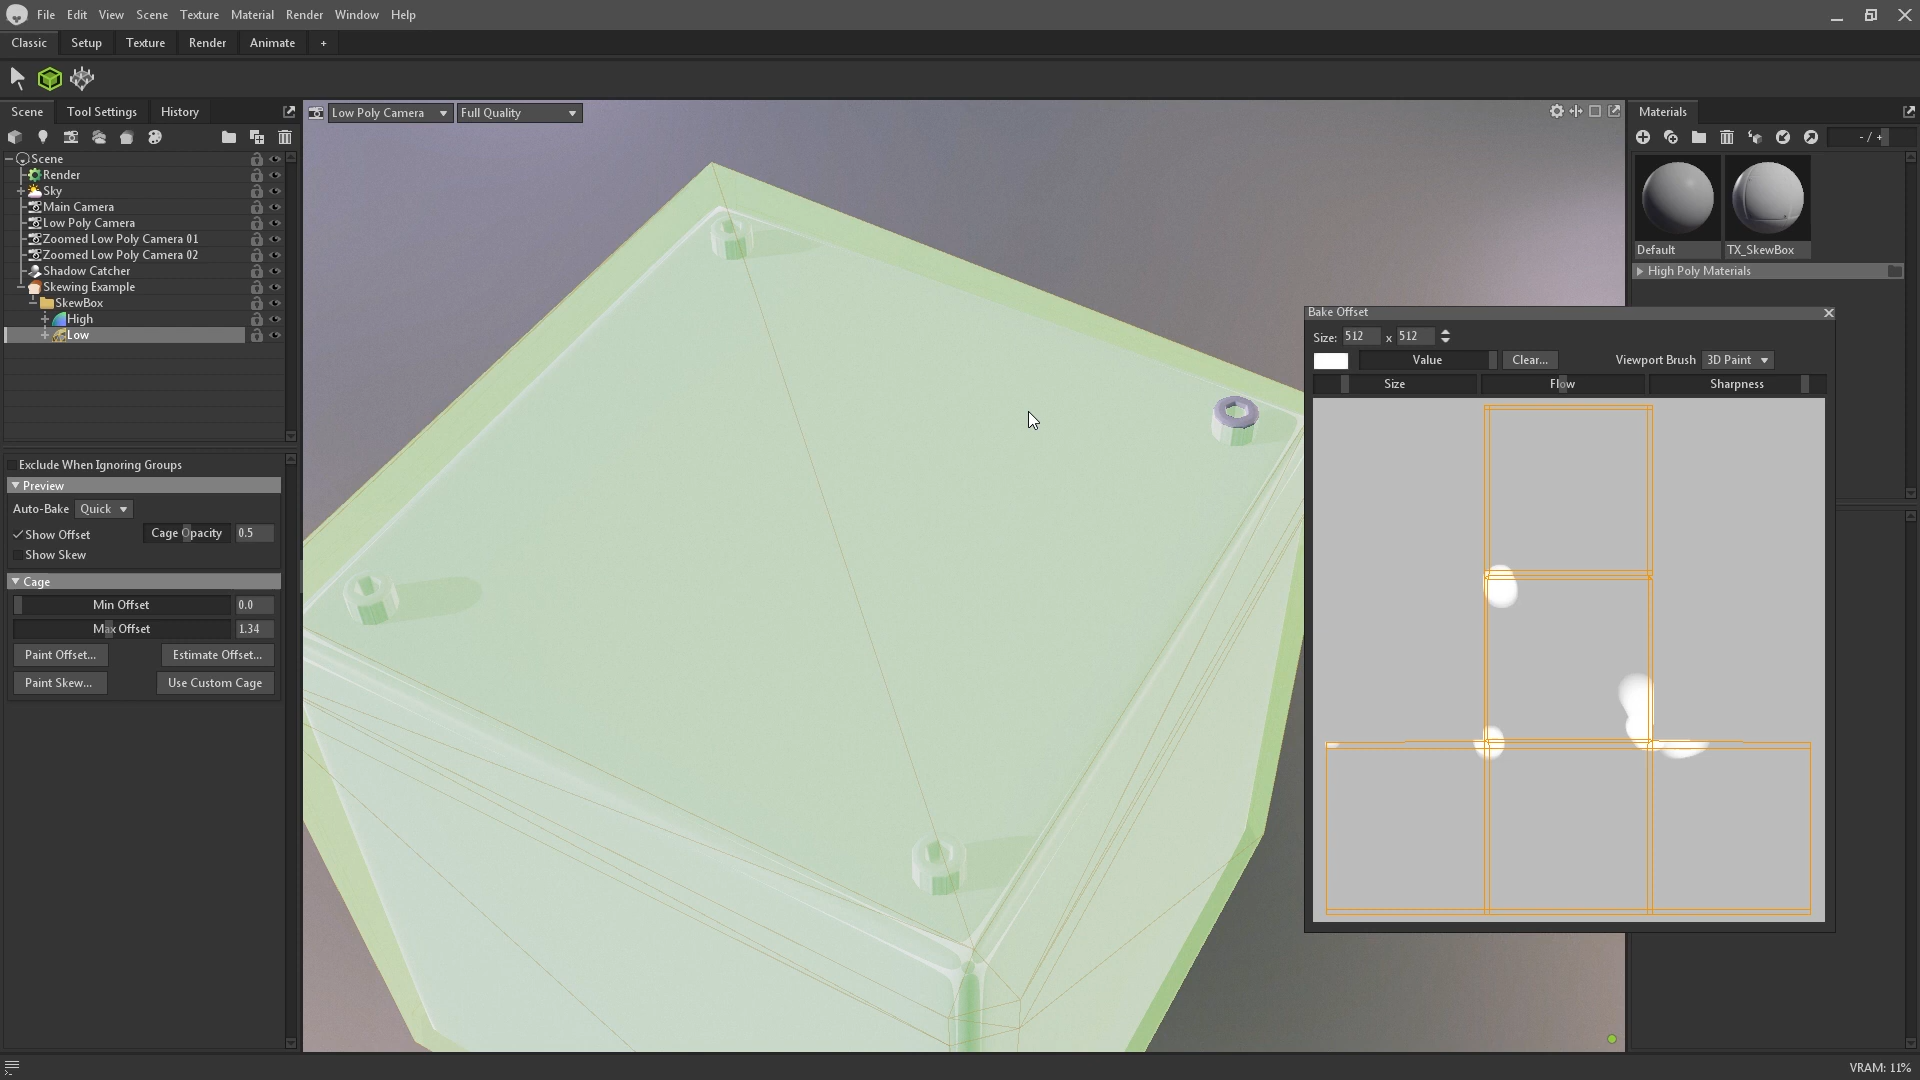 File Edit View Scene Texture Material Render Window Help
Classic Setup Texture Render Animate +
Scene Tool Settings History
Low Poly Camera Full Quality
Materials
- / +
Scene
Render
Sky
Main Camera
Low Poly Camera
Zoomed Low Poly Camera 01
Zoomed Low Poly Camera 02
Shadow Catcher
Skewing Example
SkewBox
High
Low
Default TX_SkewBox
High Poly Materials
Bake Offset
Size: 512 x 512
Value Clear... Viewport Brush 3D Paint
Size Flow Sharpness
Exclude When Ignoring Groups
Preview
Auto-Bake Quick
Show Offset Cage Opacity 0.5
Show Skew
Cage
Min Offset 0.0
Max Offset 1.34
Paint Offset... Estimate Offset...
Paint Skew... Use Custom Cage
VRAM: 11%